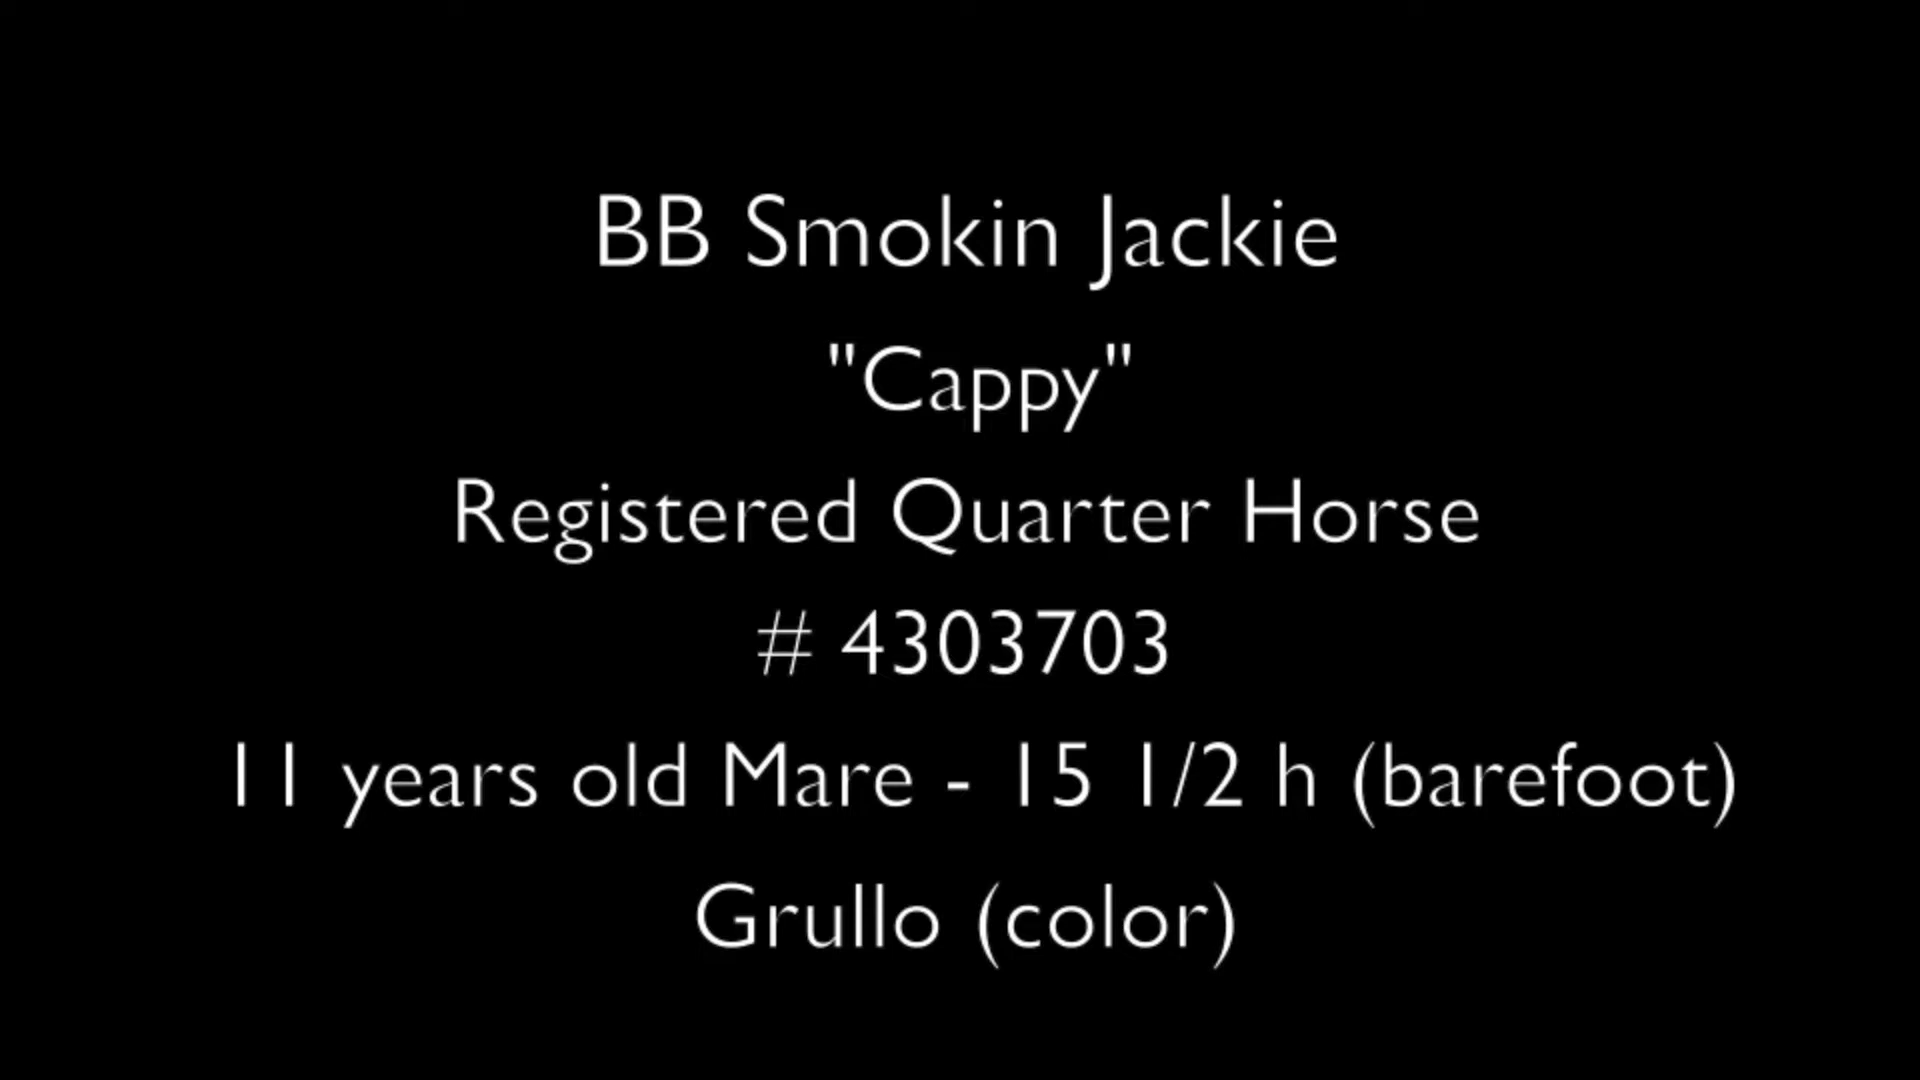 BB Smokin Jackie
"Cappy"
Registered Quarter Horse
# 4303703
11 years old Mare - 15 1/2 h (barefoot)
Grullo (color)